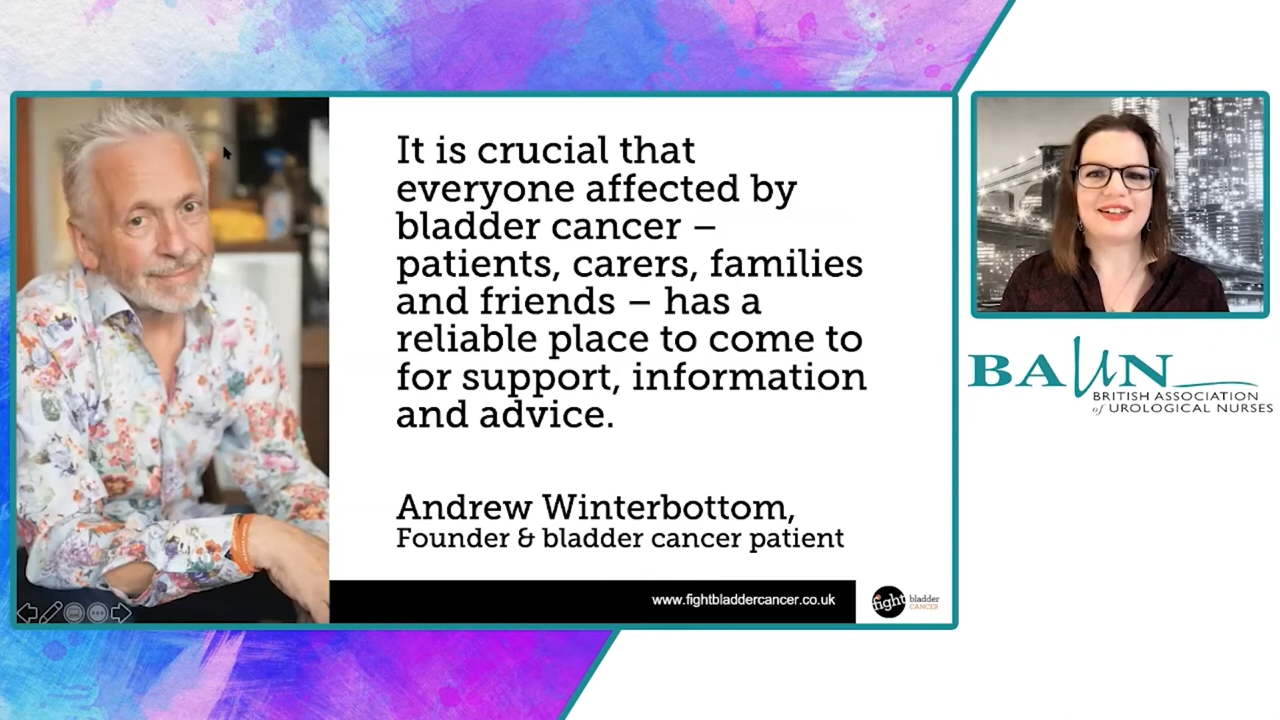 It is crucial that
everyone affected by
bladder cancer –
patients, carers, families
and friends – has a
reliable place to come to
for support, information
and advice.
Andrew Winterbottom,
Founder & bladder cancer patient
www.fightbladdercancer.co.uk
fight bladder
CANCER
BAUN
BRITISH ASSOCIATION
of UROLOGICAL NURSES